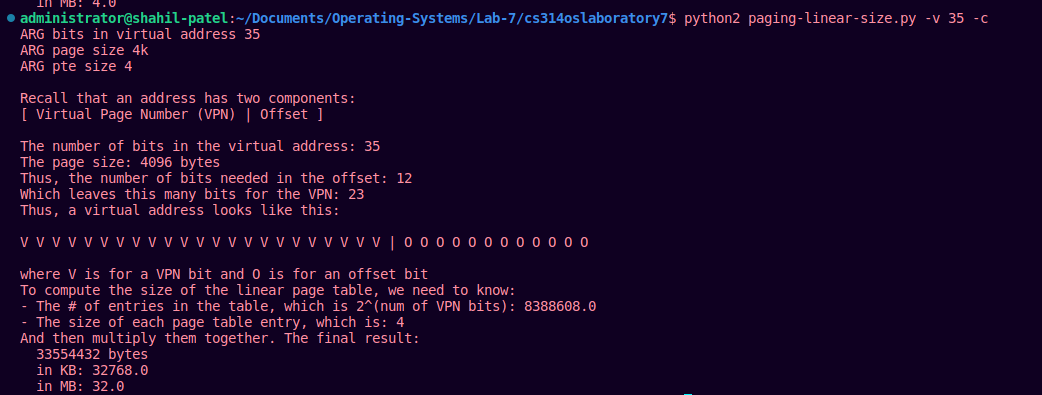 in MB: 4.0
administrator@shahil-patel:~/Documents/Operating-Systems/Lab-7/cs314oslaboratory7$ python2 paging-linear-size.py -v 35 -c
ARG bits in virtual address 35
ARG page size 4k
ARG pte size 4
Recall that an address has two components:
[ Virtual Page Number (VPN) | Offset ]
The number of bits in the virtual address: 35
The page size: 4096 bytes
Thus, the number of bits needed in the offset: 12
Which leaves this many bits for the VPN: 23
Thus, a virtual address looks like this:
V V V V V V V V V V V V V V V V V V V V V V V | O O O O O O O O O O O O
where V is for a VPN bit and O is for an offset bit
To compute the size of the linear page table, we need to know:
- The # of entries in the table, which is 2^(num of VPN bits): 8388608.0
- The size of each page table entry, which is: 4
And then multiply them together. The final result:
33554432 bytes
in KB: 32768.0
in MB: 32.0